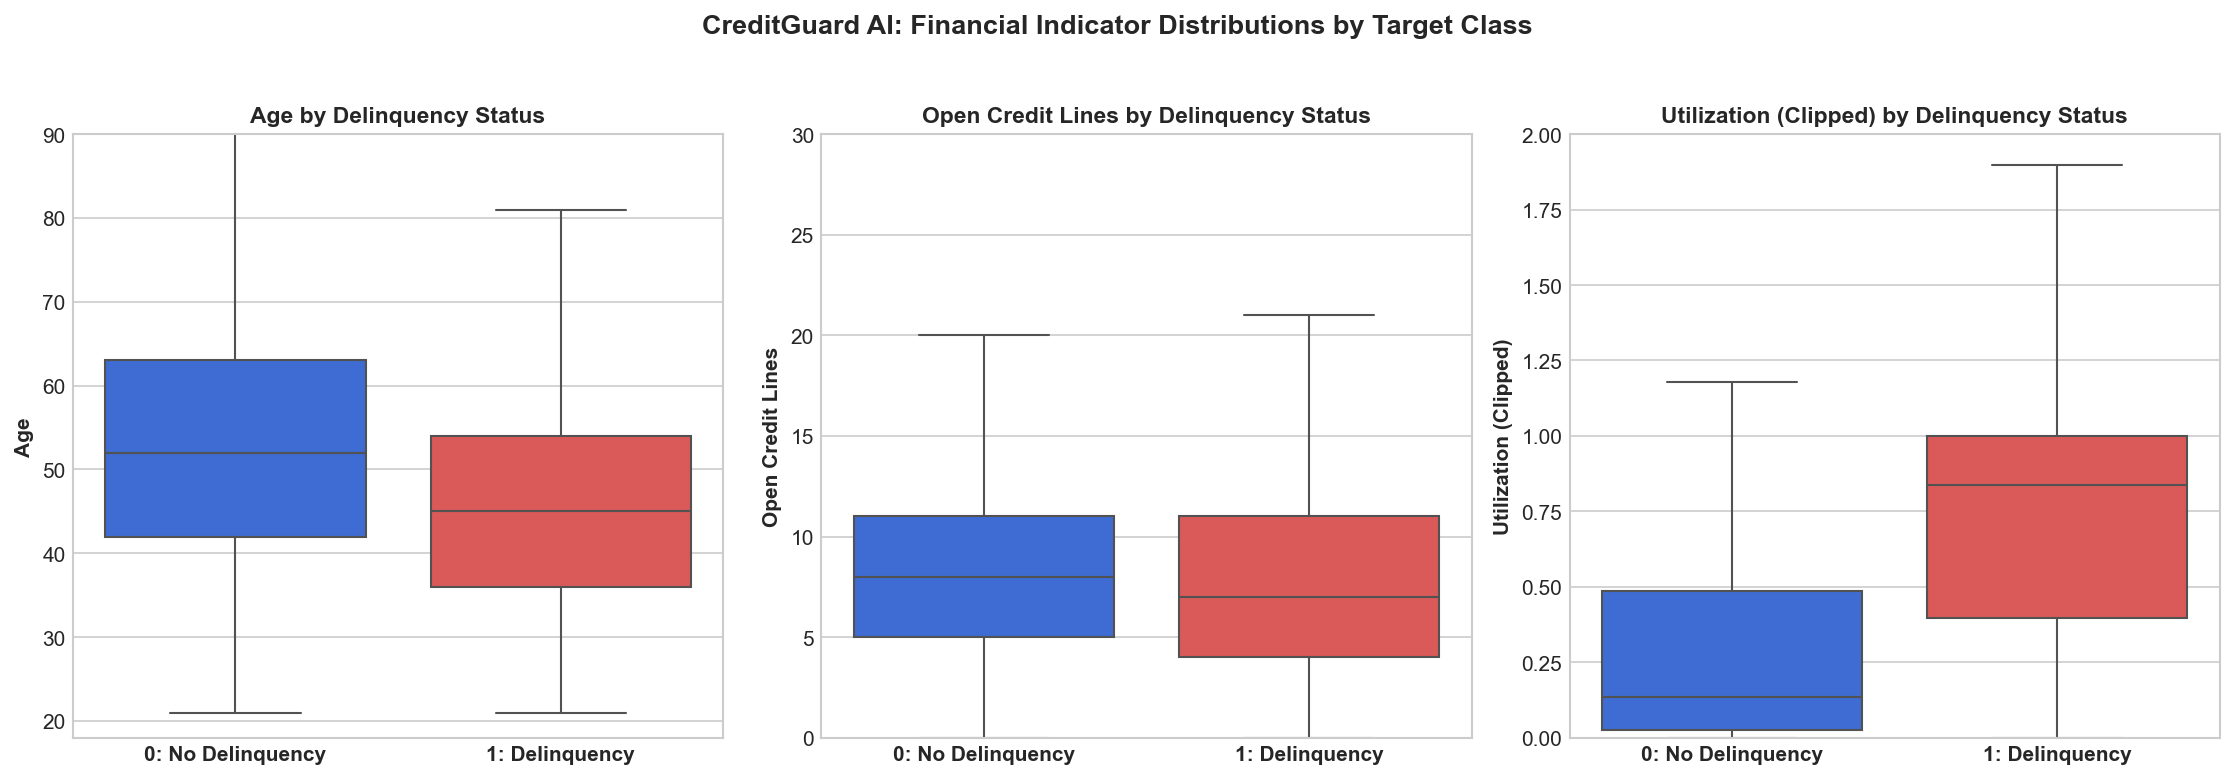 CreditGuard AI: Financial Indicator Distributions by Target Class
Age by Delinquency Status
Age
90
80
70
60
50
40
30
20
0: No Delinquency
1: Delinquency
Open Credit Lines by Delinquency Status
Open Credit Lines
30
25
20
15
10
5
0
0: No Delinquency
1: Delinquency
Utilization (Clipped) by Delinquency Status
Utilization (Clipped)
2.00
1.75
1.50
1.25
1.00
0.75
0.50
0.25
0.00
0: No Delinquency
1: Delinquency